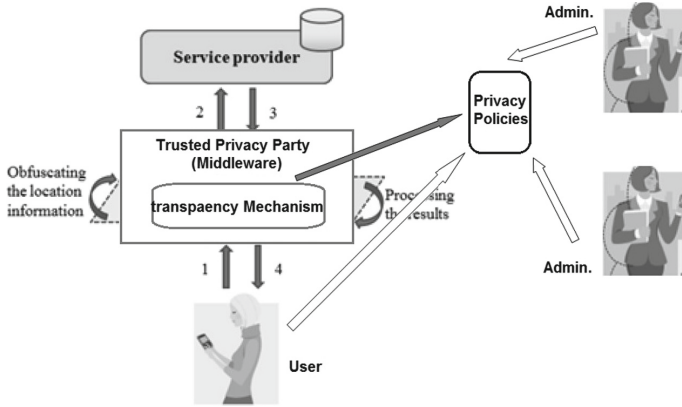 Admin.
Service provider
2
3
Privacy
Policies
Trusted Privacy Party
(Middleware)
Obfuscating
the location
information
transpaency Mechanism
Processing
the results
1
4
Admin.
User